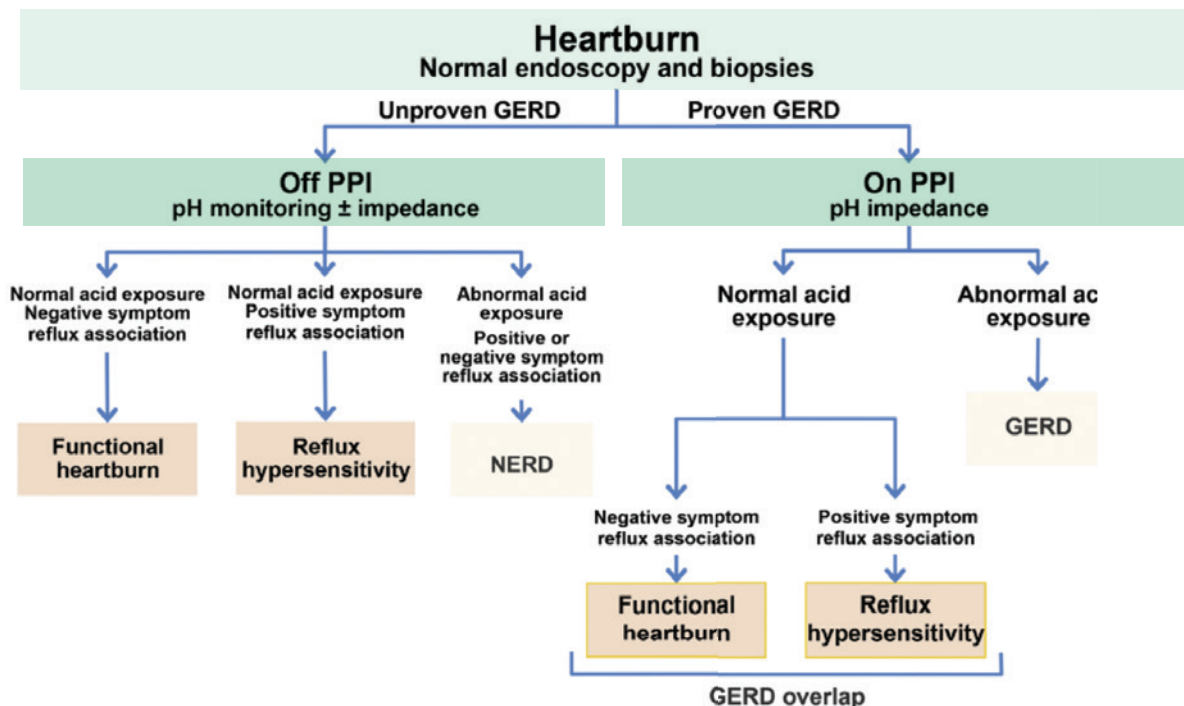 Heartburn
Normal endoscopy and biopsies
Unproven GERD
Proven GERD
Off PPI
pH monitoring ± impedance
On PPI
pH impedance
Normal acid exposure
Negative symptom
reflux association
Normal acid exposure
Positive symptom
reflux association
Abnormal acid
exposure
Positive or
negative symptom
reflux association
Normal acid
exposure
Abnormal ac
exposure
Functional
heartburn
Reflux
hypersensitivity
NERD
GERD
Negative symptom
reflux association
Positive symptom
reflux association
Functional
heartburn
Reflux
hypersensitivity
GERD overlap